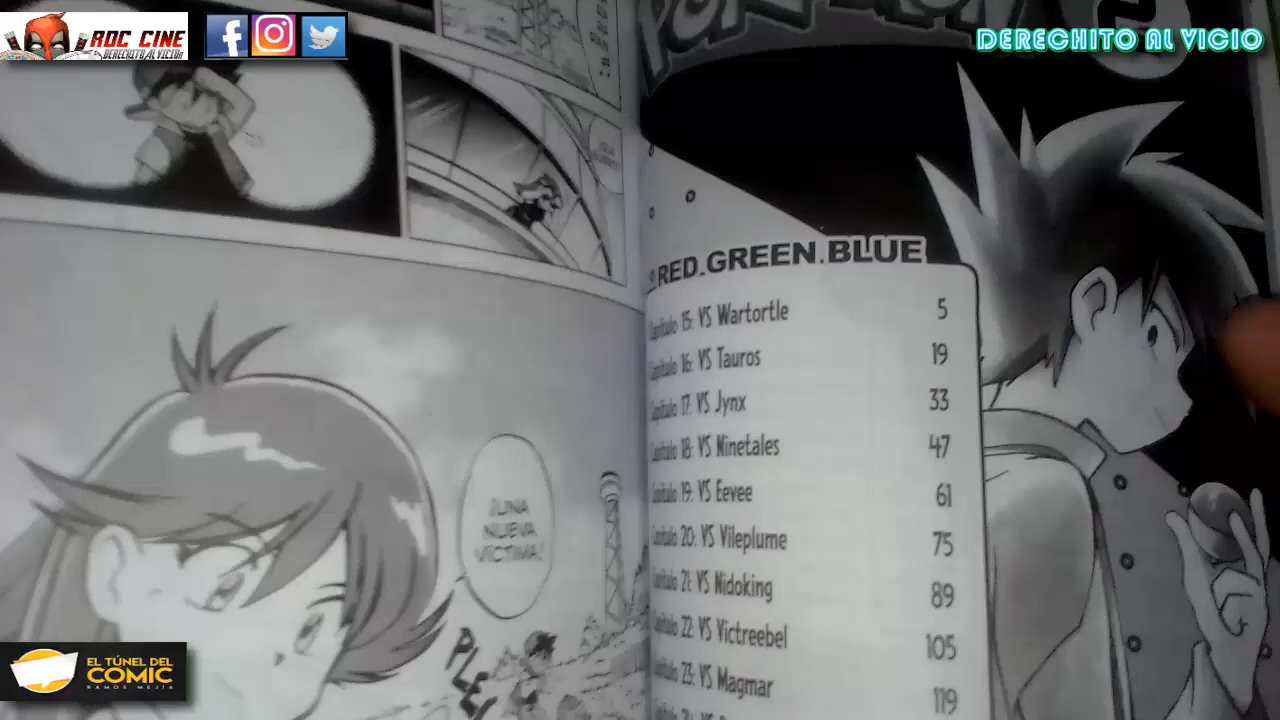 ROC CINE
DERECHITO AL VICIO
DERECHITO AL VICIO
POKÉMON
2
RED.GREEN.BLUE
Capítulo 15: VS Wartortle 5
Capítulo 16: VS Tauros 19
Capítulo 17: VS Jynx 33
Capítulo 18: VS Ninetales 47
Capítulo 19: VS Eevee 61
Capítulo 20: VS Vileplume 75
Capítulo 21: VS Nidoking 89
Capítulo 22: VS Victreebel 105
Capítulo 23: VS Magmar 119
¡¡UNA
NUEVA
VÍCTIMA!
EL TÚNEL DEL
COMIC
RAMOS MEJÍA